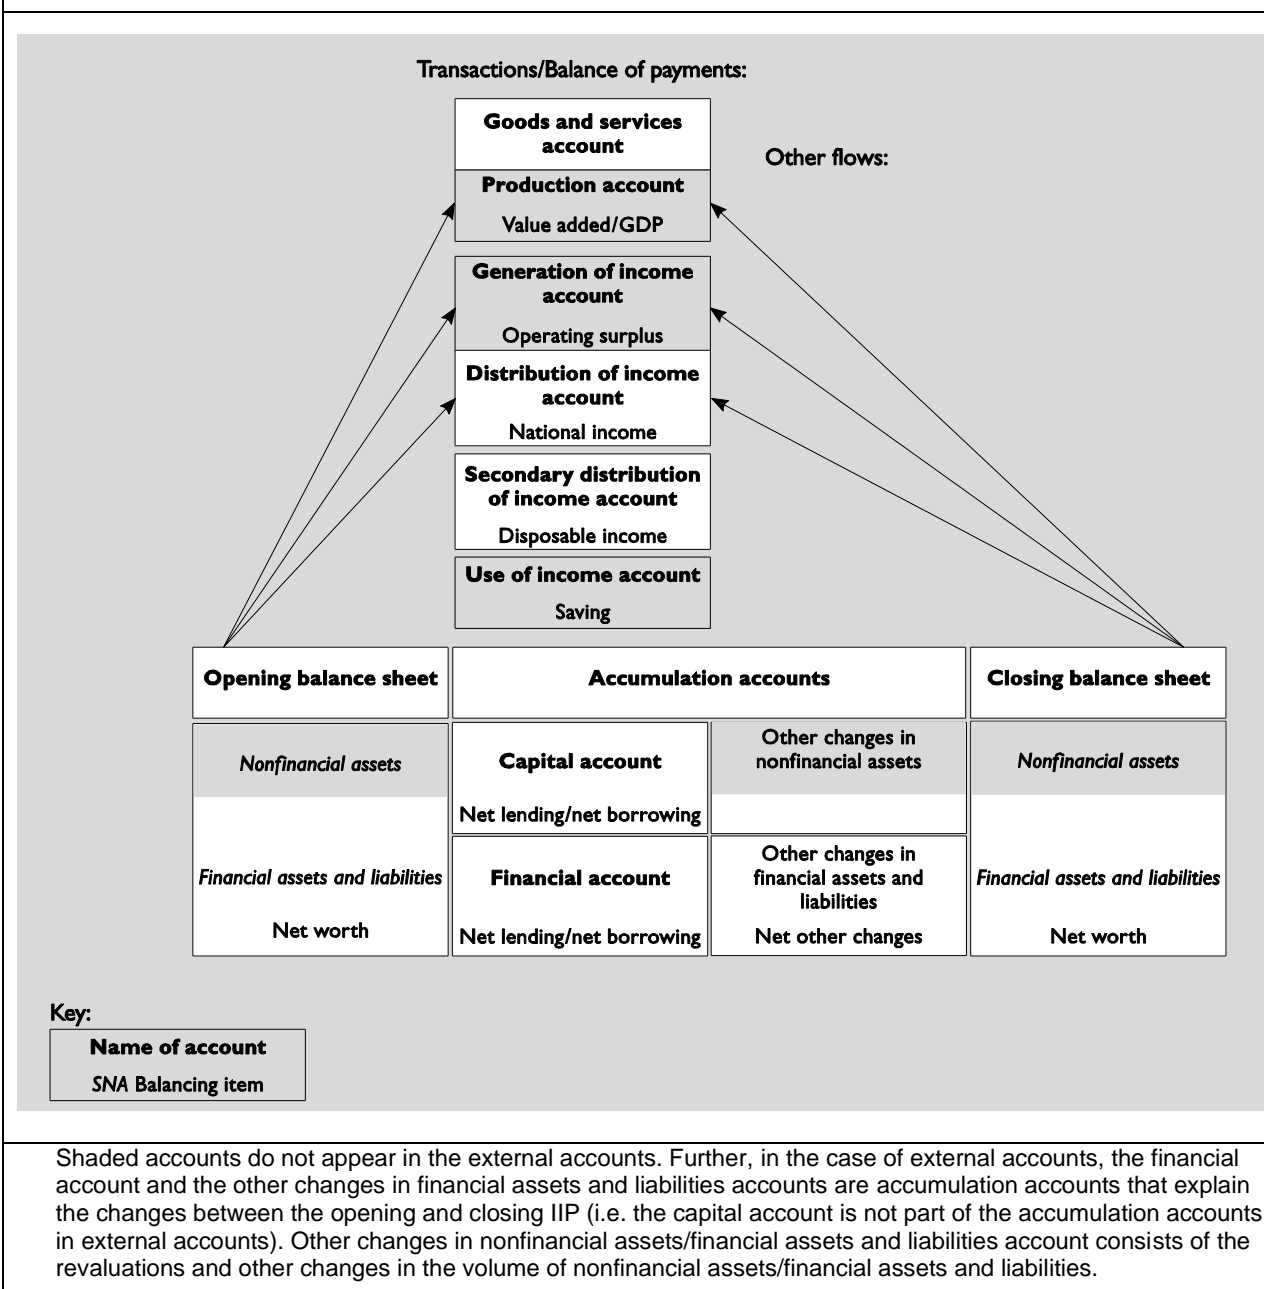 Transactions/Balance of payments:
Goods and services
account
Other flows:
Production account
Value added/GDP
Generation of income
account
Operating surplus
Distribution of income
account
National income
Secondary distribution
of income account
Disposable income
Use of income account
Saving
Opening balance sheet
Accumulation accounts
Closing balance sheet
Nonfinancial assets
Capital account
Net lending/net borrowing
Other changes in
nonfinancial assets
Nonfinancial assets
Financial assets and liabilities
Net worth
Financial account
Net lending/net borrowing
Other changes in
financial assets and
liabilities
Net other changes
Financial assets and liabilities
Net worth
Key:
Name of account
SNA Balancing item
Shaded accounts do not appear in the external accounts. Further, in the case of external accounts, the financial
account and the other changes in financial assets and liabilities accounts are accumulation accounts that explain
the changes between the opening and closing IIP (i.e. the capital account is not part of the accumulation accounts
in external accounts). Other changes in nonfinancial assets/financial assets and liabilities account consists of the
revaluations and other changes in the volume of nonfinancial assets/financial assets and liabilities.